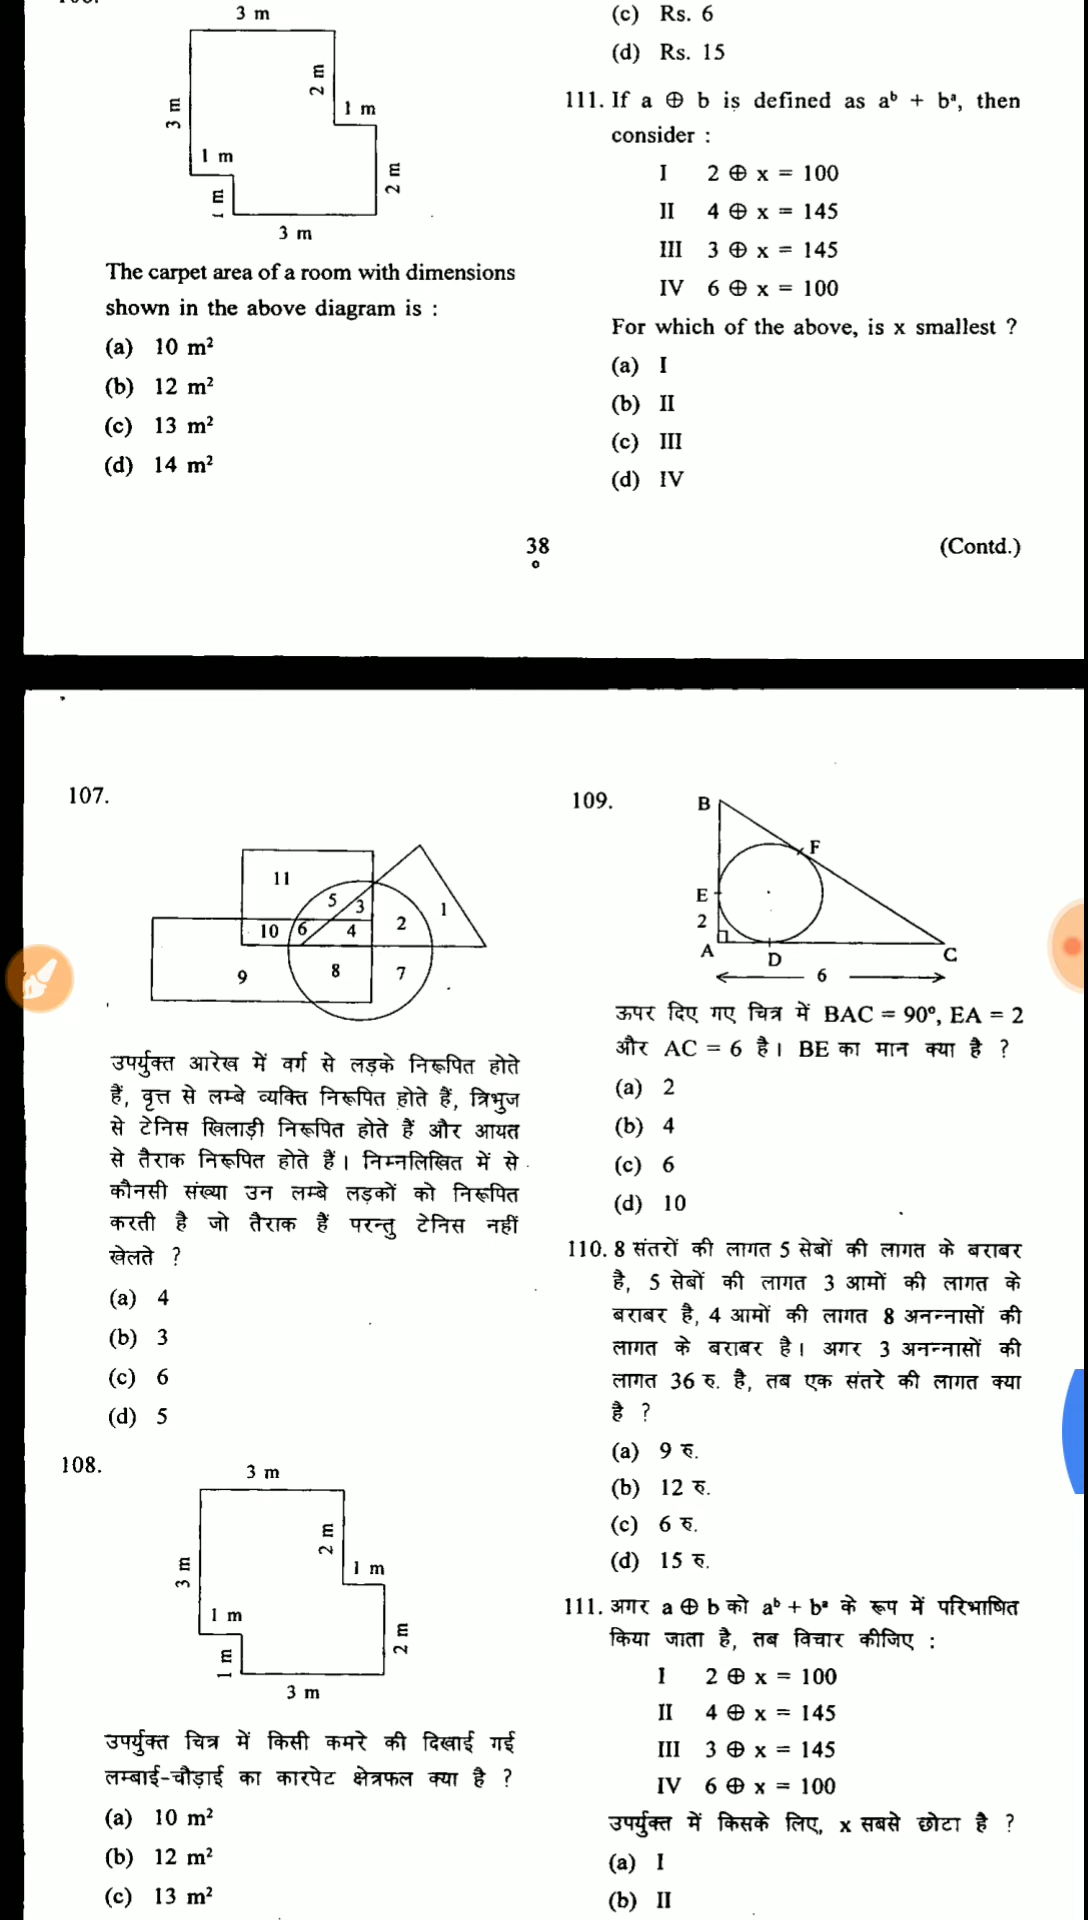 3 m
2 m
3 m
1 m
1 m
2 m
1 m
3 m
The carpet area of a room with dimensions
shown in the above diagram is :
(a) 10 m²
(b) 12 m²
(c) 13 m²
(d) 14 m²
(c) Rs. 6
(d) Rs. 15
111. If a ⊕ b is defined as aᵇ + bᵃ, then
consider :
I 2 ⊕ x = 100
II 4 ⊕ x = 145
III 3 ⊕ x = 145
IV 6 ⊕ x = 100
For which of the above, is x smallest ?
(a) I
(b) II
(c) III
(d) IV
38
(Contd.)
107.
11
5
3
1
2
10
6
4
9
8
7
उपर्युक्त आरेख में वर्ग से लड़के निरूपित होते
हैं, वृत्त से लम्बे व्यक्ति निरूपित होते हैं, त्रिभुज
से टेनिस खिलाड़ी निरूपित होते हैं और आयत
से तैराक निरूपित होते हैं। निम्नलिखित में से
कौनसी संख्या उन लम्बे लड़कों को निरूपित
करती है जो तैराक हैं परन्तु टेनिस नहीं
खेलते ?
(a) 4
(b) 3
(c) 6
(d) 5
108.
3 m
2 m
3 m
1 m
1 m
2 m
1 m
3 m
उपर्युक्त चित्र में किसी कमरे की दिखाई गई
लम्बाई-चौड़ाई का कारपेट क्षेत्रफल क्या है ?
(a) 10 m²
(b) 12 m²
(c) 13 m²
109.
B
F
E
2
A
D
C
6
ऊपर दिए गए चित्र में BAC = 90°, EA = 2
और AC = 6 है। BE का मान क्या है ?
(a) 2
(b) 4
(c) 6
(d) 10
110. 8 संतरों की लागत 5 सेबों की लागत के बराबर
है, 5 सेबों की लागत 3 आमों की लागत के
बराबर है, 4 आमों की लागत 8 अनन्नासों की
लागत के बराबर है। अगर 3 अनन्नासों की
लागत 36 रु. है, तब एक संतरे की लागत क्या
है ?
(a) 9 रु.
(b) 12 रु.
(c) 6 रु.
(d) 15 रु.
111. अगर a ⊕ b को aᵇ + bᵃ के रूप में परिभाषित
किया जाता है, तब विचार कीजिए :
I 2 ⊕ x = 100
II 4 ⊕ x = 145
III 3 ⊕ x = 145
IV 6 ⊕ x = 100
उपर्युक्त में किसके लिए, x सबसे छोटा है ?
(a) I
(b) II